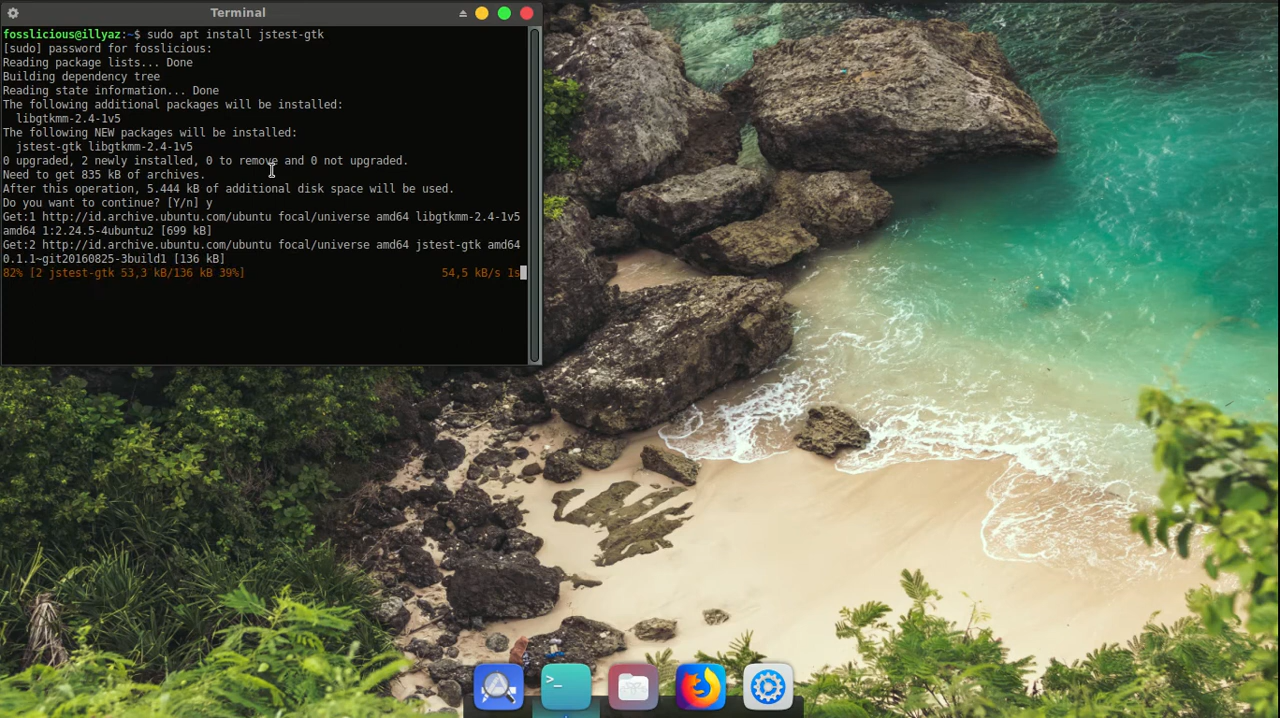 Terminal
fosslicious@illyaz:~$ sudo apt install jstest-gtk
[sudo] password for fosslicious:
Reading package lists... Done
Building dependency tree
Reading state information... Done
The following additional packages will be installed:
  libgtkmm-2.4-1v5
The following NEW packages will be installed:
  jstest-gtk libgtkmm-2.4-1v5
0 upgraded, 2 newly installed, 0 to remove and 0 not upgraded.
Need to get 835 kB of archives.
After this operation, 5.444 kB of additional disk space will be used.
Do you want to continue? [Y/n] y
Get:1 http://id.archive.ubuntu.com/ubuntu focal/universe amd64 libgtkmm-2.4-1v5
amd64 1:2.24.5-4ubuntu2 [699 kB]
Get:2 http://id.archive.ubuntu.com/ubuntu focal/universe amd64 jstest-gtk amd64
0.1.1~git20160825-3build1 [136 kB]
82% [2 jstest-gtk 53,3 kB/136 kB 39%] 54,5 kB/s 1s
>_